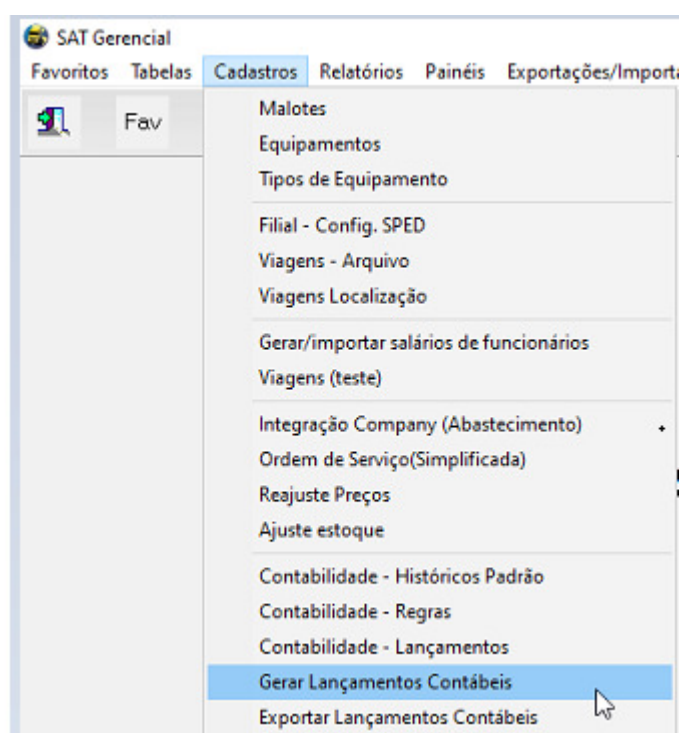 SAT Gerencial
Favoritos Tabelas Cadastros Relatórios Painéis Exportações/Importa
Fav
Malotes
Equipamentos
Tipos de Equipamento
Filial - Config. SPED
Viagens - Arquivo
Viagens Localização
Gerar/importar salários de funcionários
Viagens (teste)
Integração Company (Abastecimento)
Ordem de Serviço(Simplificada)
Reajuste Preços
Ajuste estoque
Contabilidade - Históricos Padrão
Contabilidade - Regras
Contabilidade - Lançamentos
Gerar Lançamentos Contábeis
Exportar Lançamentos Contábeis